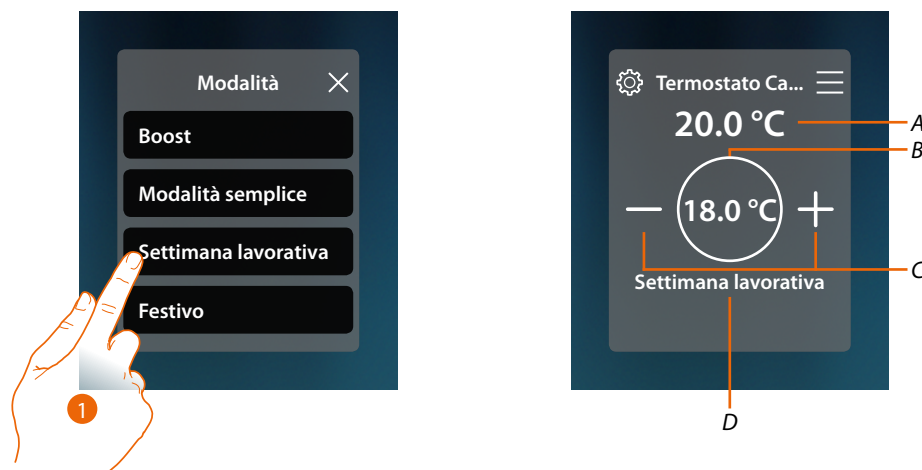 Modalità
Boost
Modalità semplice
Settimana lavorativa
Festivo
1
Termostato Ca...
20.0 °C
A
B
18.0 °C
C
Settimana lavorativa
D